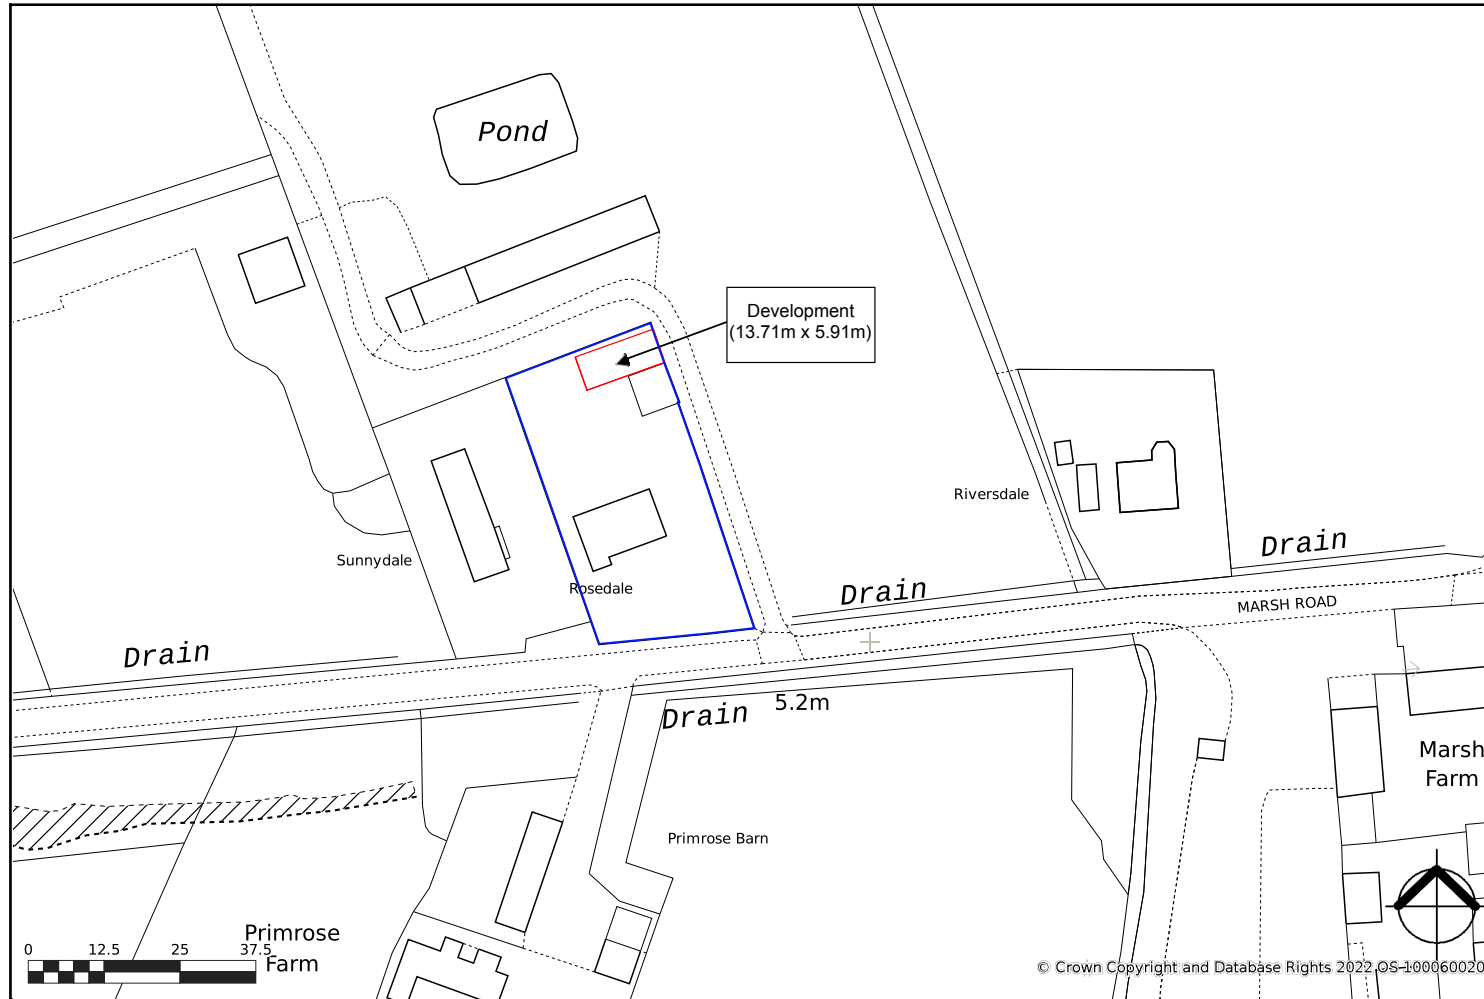 Pond
Development
(13.71m x 5.91m)
Riversdale
Sunnydale
Rosedale
Drain
Drain
MARSH ROAD
Drain
Drain
5.2m
Marsh
Farm
Primrose Barn
Primrose
Farm
0 12.5 25 37.5
© Crown Copyright and Database Rights 2022 OS 100060020